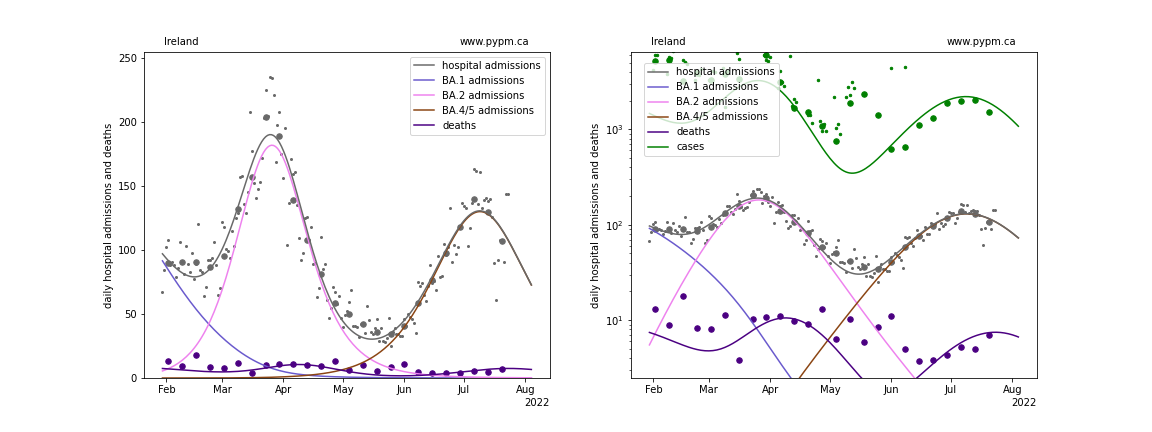 Ireland
www.pypm.ca
daily hospital admissions and deaths
250
200
150
100
50
0
hospital admissions
BA.1 admissions
BA.2 admissions
BA.4/5 admissions
deaths
Feb
Mar
Apr
May
Jun
Jul
Aug
2022
Ireland
www.pypm.ca
daily hospital admissions and deaths
10³
10²
10¹
hospital admissions
BA.1 admissions
BA.2 admissions
BA.4/5 admissions
deaths
cases
Feb
Mar
Apr
May
Jun
Jul
Aug
2022